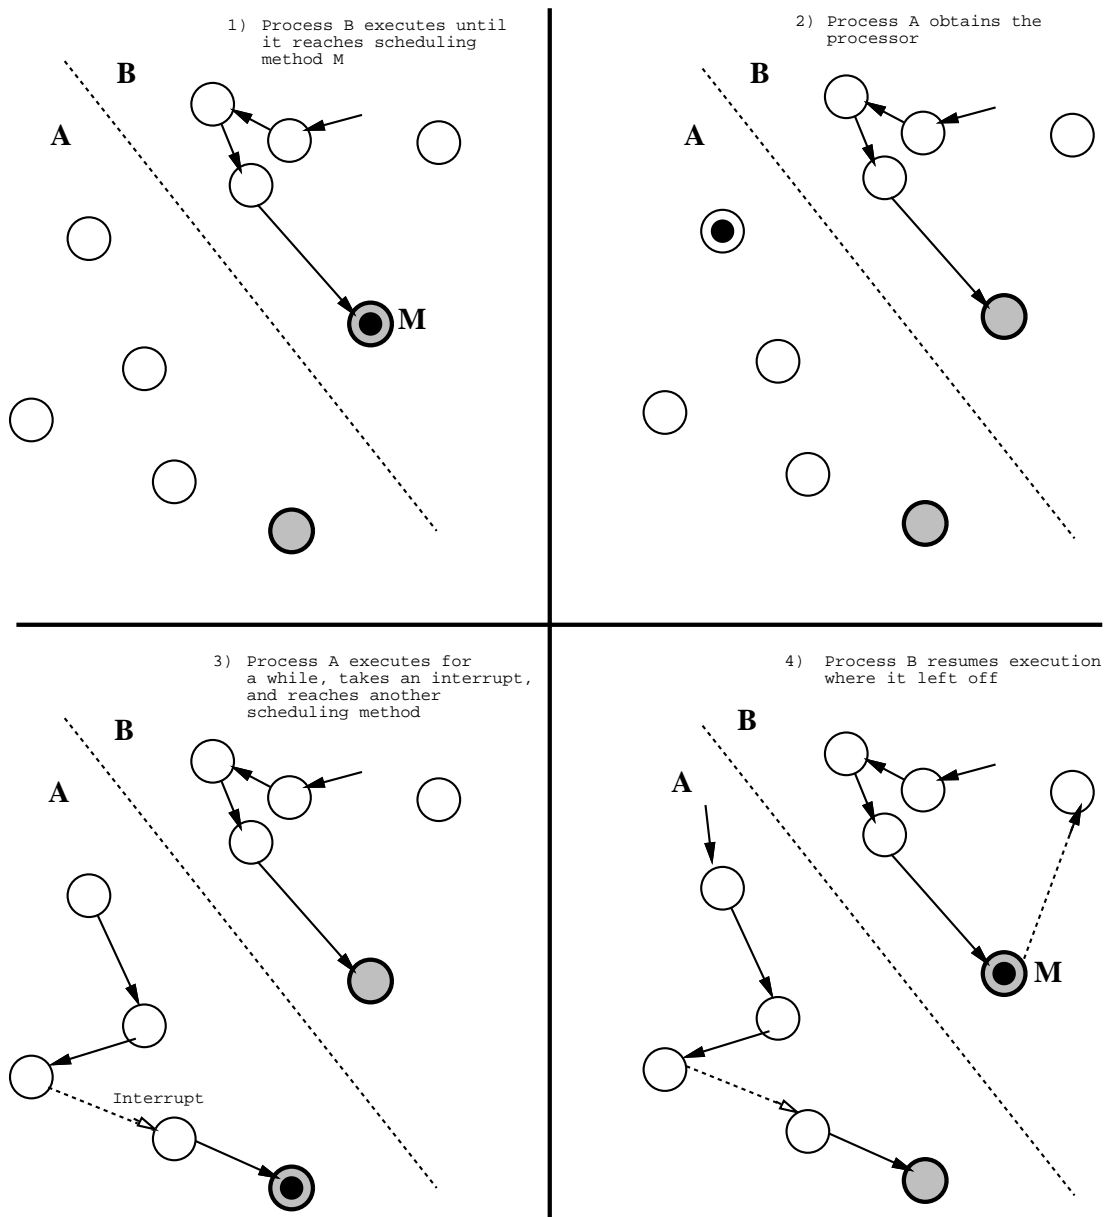 1) Process B executes until
it reaches scheduling
method M
B
A
M
2) Process A obtains the
processor
B
A
3) Process A executes for
a while, takes an interrupt,
and reaches another
scheduling method
B
A
Interrupt
4) Process B resumes execution
where it left off
B
A
M